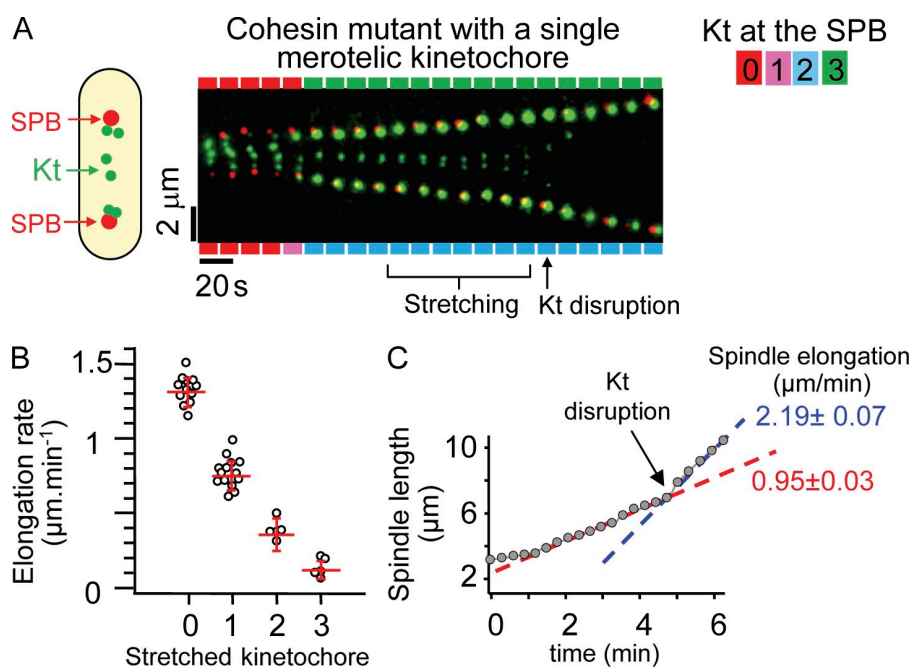 A
Cohesin mutant with a single
merotelic kinetochore
Kt at the SPB
0 1 2 3
SPB
Kt
SPB
2 µm
20 s
Stretching
Kt disruption
B
Elongation rate
(µm.min⁻¹)
1.5
1
0
0 1 2 3
Stretched kinetochore
C
Spindle elongation
(µm/min)
2.19± 0.07
0.95±0.03
Kt
disruption
Spindle length
(µm)
10
6
2
0 2 4 6
time (min)